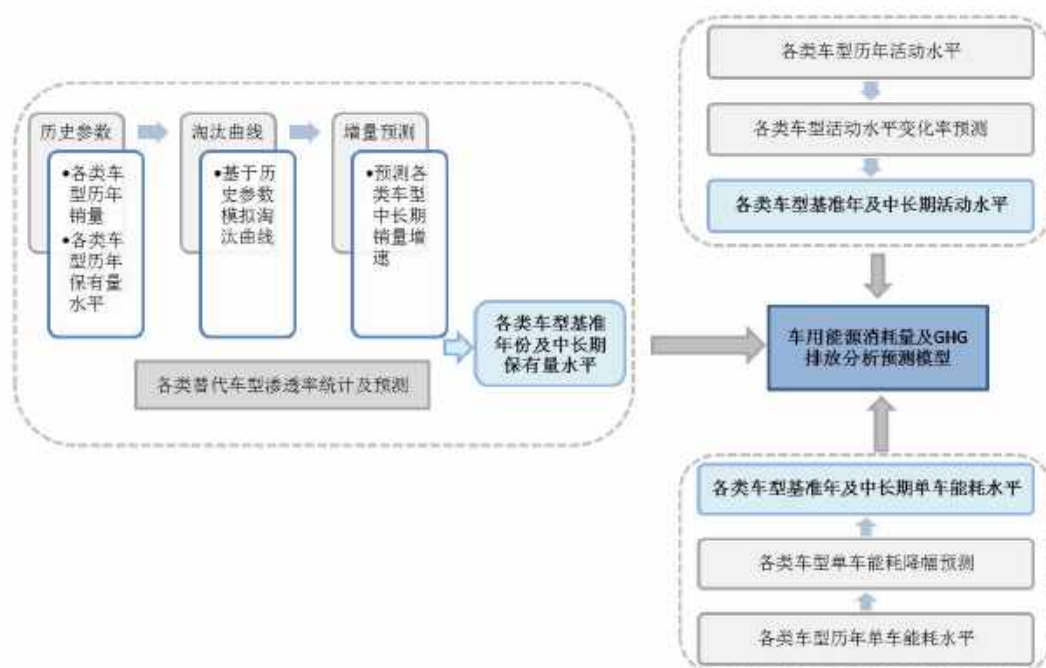 历史参数
•各类车
型历年
销量
•各类车
型历年
保有量
水平
淘汰曲线
•基于历
史参数
模拟淘
汰曲线
增量预测
•预测各
类车型
中长期
销量增
速
各类替代车型渗透率统计及预测
各类车型基准
年份及中长期
保有量水平
各类车型历年活动水平
各类车型活动水平变化率预测
各类车型基准年及中长期活动水平
车用能源消耗量及GHG
排放分析预测模型
各类车型基准年及中长期单车能耗水平
各类车型单车能耗降幅预测
各类车型历年单车能耗水平